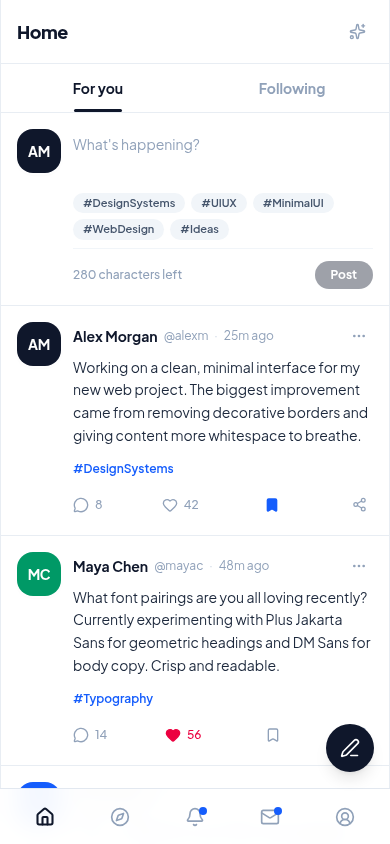 Home
For you
Following
AM
What's happening?
#DesignSystems
#UIUX
#MinimalUI
#WebDesign
#Ideas
280 characters left
Post
AM
Alex Morgan @alexm · 25m ago
Working on a clean, minimal interface for my
new web project. The biggest improvement
came from removing decorative borders and
giving content more whitespace to breathe.
#DesignSystems
8
42
MC
Maya Chen @mayac · 48m ago
What font pairings are you all loving recently?
Currently experimenting with Plus Jakarta
Sans for geometric headings and DM Sans for
body copy. Crisp and readable.
#Typography
14
56